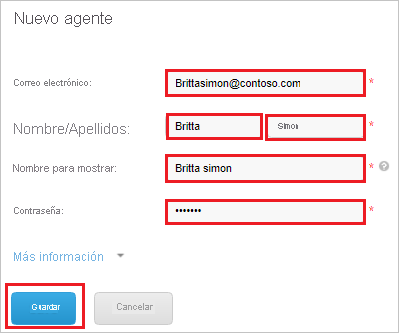 Nuevo agente
Correo electrónico: Brittasimon@contoso.com *
Nombre/Apellidos: Britta Simon *
Nombre para mostrar: Britta simon * ?
Contraseña: ••••••• *
Más información
Guardar Cancelar